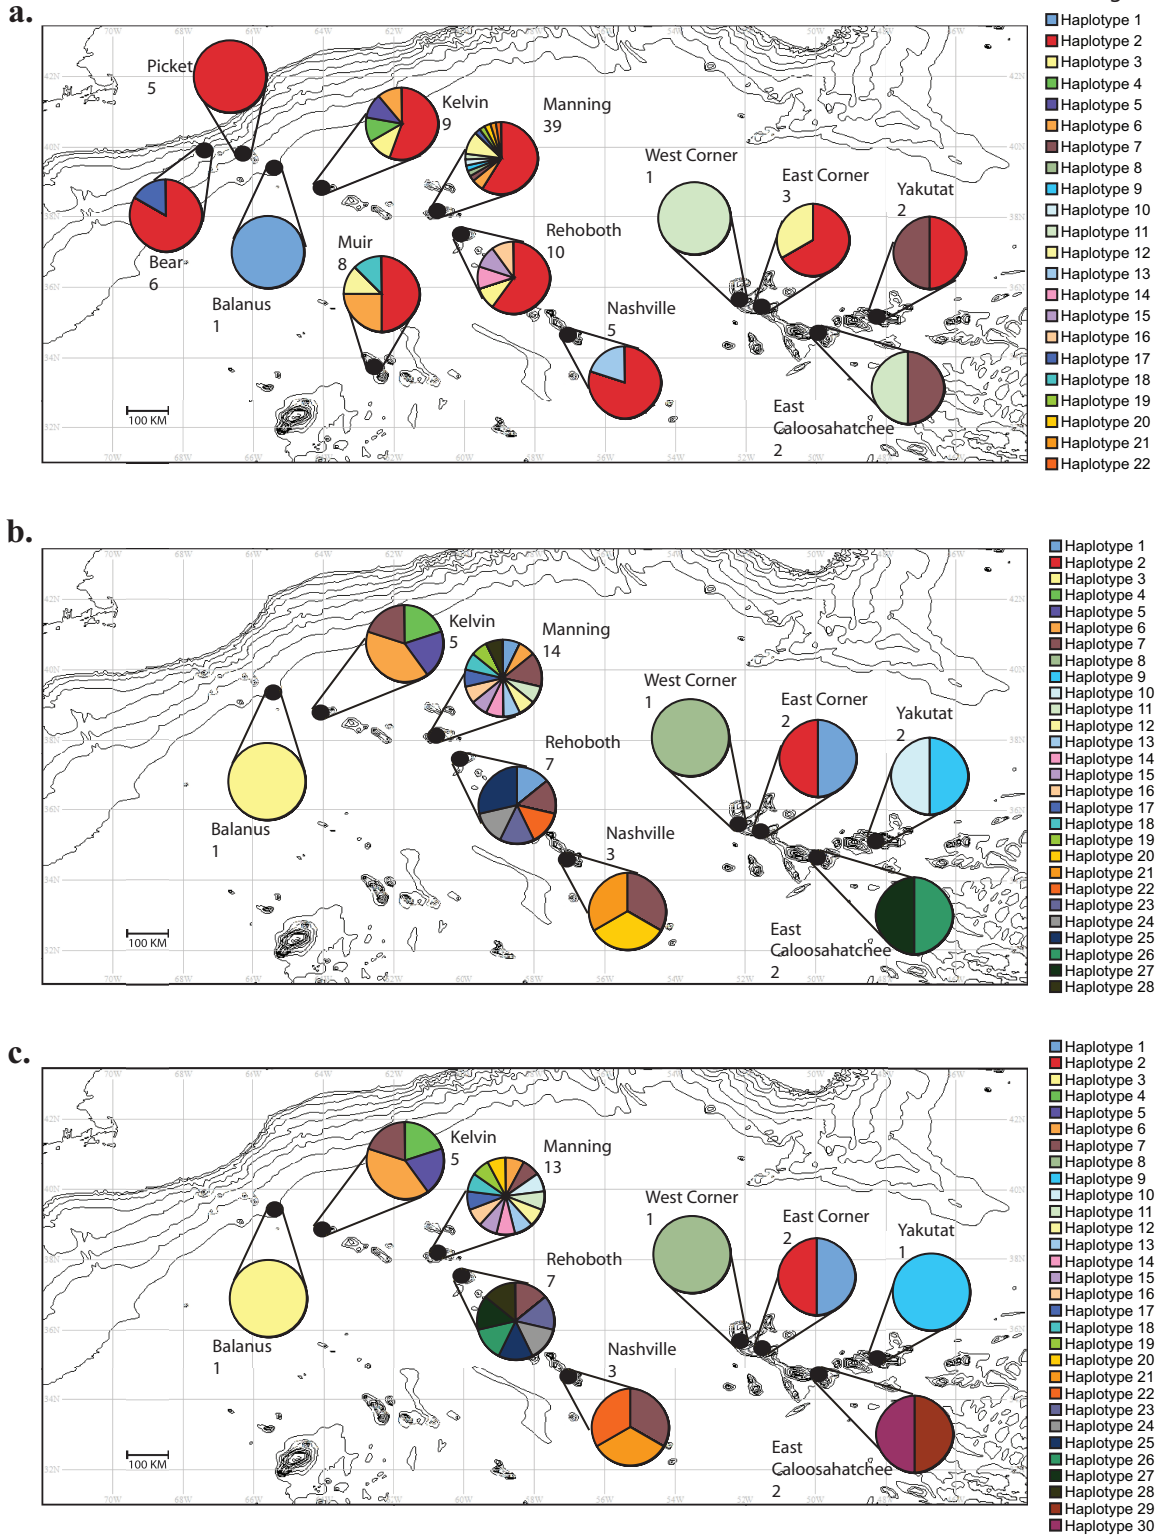 a.
Haplotype 1
Haplotype 2
Haplotype 3
Haplotype 4
Haplotype 5
Haplotype 6
Haplotype 7
Haplotype 8
Haplotype 9
Haplotype 10
Haplotype 11
Haplotype 12
Haplotype 13
Haplotype 14
Haplotype 15
Haplotype 16
Haplotype 17
Haplotype 18
Haplotype 19
Haplotype 20
Haplotype 21
Haplotype 22
Picket
5
Kelvin
9
Manning
39
West Corner
1
East Corner
3
Yakutat
2
Bear
6
Balanus
1
Muir
8
Rehoboth
10
Nashville
5
East
Caloosahatchee
2
100 KM
70W 68W 66W 64W 62W 60W
42N
40N
38N
36N
34N
32N
b.
Haplotype 1
Haplotype 2
Haplotype 3
Haplotype 4
Haplotype 5
Haplotype 6
Haplotype 7
Haplotype 8
Haplotype 9
Haplotype 10
Haplotype 11
Haplotype 12
Haplotype 13
Haplotype 14
Haplotype 15
Haplotype 16
Haplotype 17
Haplotype 18
Haplotype 19
Haplotype 20
Haplotype 21
Haplotype 22
Haplotype 23
Haplotype 24
Haplotype 25
Haplotype 26
Haplotype 27
Haplotype 28
Kelvin
5
Manning
14
West Corner
1
East Corner
2
Yakutat
2
Balanus
1
Rehoboth
7
Nashville
3
East
Caloosahatchee
2
100 KM
c.
Haplotype 1
Haplotype 2
Haplotype 3
Haplotype 4
Haplotype 5
Haplotype 6
Haplotype 7
Haplotype 8
Haplotype 9
Haplotype 10
Haplotype 11
Haplotype 12
Haplotype 13
Haplotype 14
Haplotype 15
Haplotype 16
Haplotype 17
Haplotype 18
Haplotype 19
Haplotype 20
Haplotype 21
Haplotype 22
Haplotype 23
Haplotype 24
Haplotype 25
Haplotype 26
Haplotype 27
Haplotype 28
Haplotype 29
Haplotype 30
Kelvin
5
Manning
13
West Corner
1
East Corner
2
Yakutat
1
Balanus
1
Rehoboth
7
Nashville
3
East
Caloosahatchee
2
100 KM